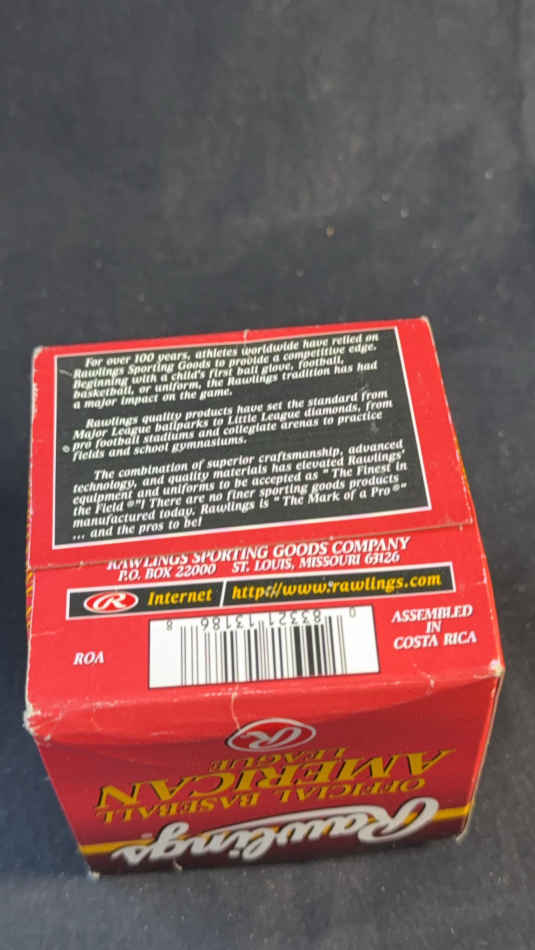 For over 100 years, athletes worldwide have relied on
Rawlings Sporting Goods to provide a competitive edge.
Beginning with a child's first ball glove, football,
basketball, or uniform, the Rawlings tradition has had
a major impact on the game.
Rawlings quality products have set the standard from
Major League ballparks to Little League diamonds, from
pro football stadiums and collegiate arenas to practice
fields and school gymnasiums.
The combination of superior craftsmanship, advanced
technology, and quality materials has elevated Rawlings'
equipment and uniforms to be accepted as "The Finest in
the Field ®"! There are no finer sporting goods products
manufactured today. Rawlings is "The Mark of a Pro®"
... and the pros to be!
RAWLINGS SPORTING GOODS COMPANY
P.O. BOX 22000 ST. LOUIS, MISSOURI 63126
R Internet http://www.rawlings.com
0 83321 13186 8
ASSEMBLED
IN
COSTA RICA
ROA
Rawlings®
OFFICIAL BASEBALL
AMERICAN
LEAGUE
R